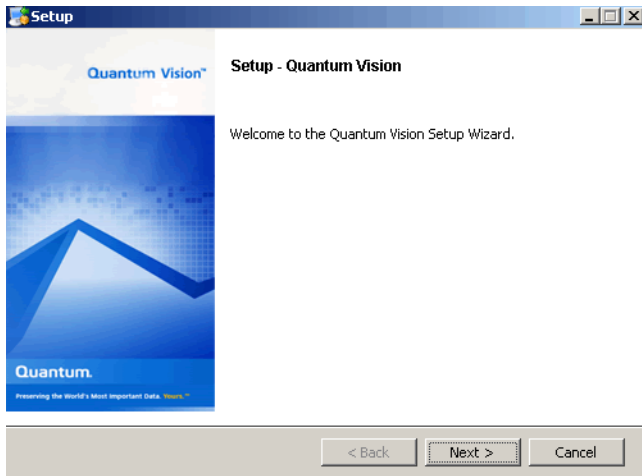 Setup
Quantum Vision™
Setup - Quantum Vision
Welcome to the Quantum Vision Setup Wizard.
Quantum.
Preserving the World's Most Important Data. Yours.™
< Back
Next >
Cancel